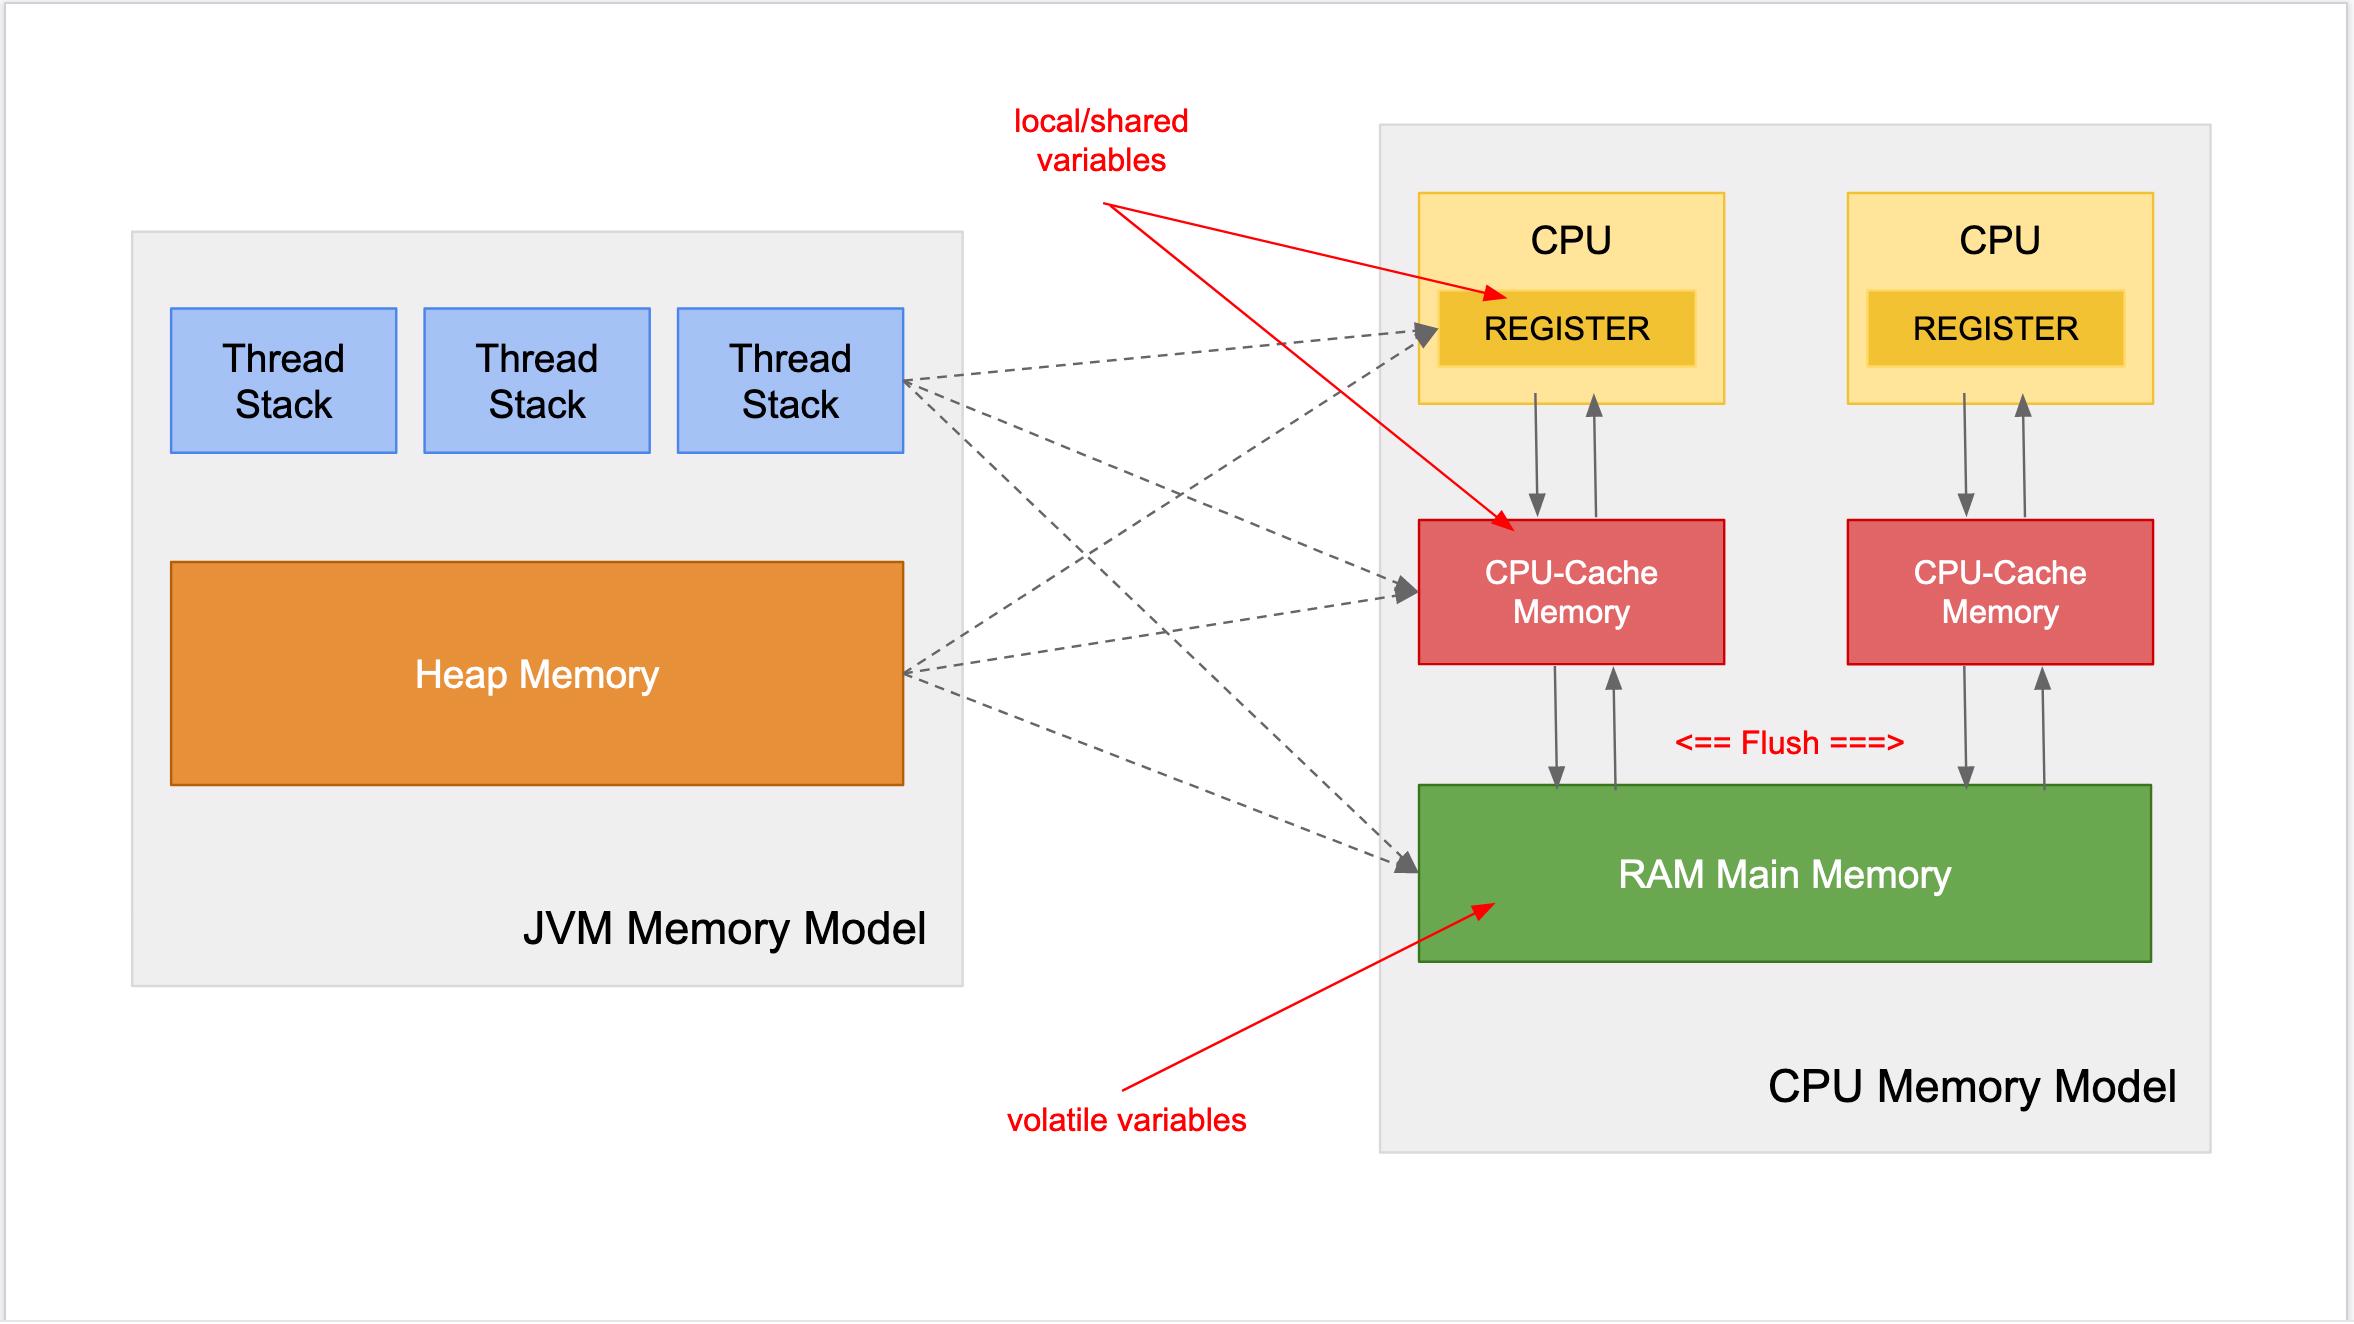 local/shared
variables
Thread
Stack
Thread
Stack
Thread
Stack
Heap Memory
JVM Memory Model
CPU
REGISTER
CPU
REGISTER
CPU-Cache
Memory
CPU-Cache
Memory
<== Flush ===>
RAM Main Memory
CPU Memory Model
volatile variables